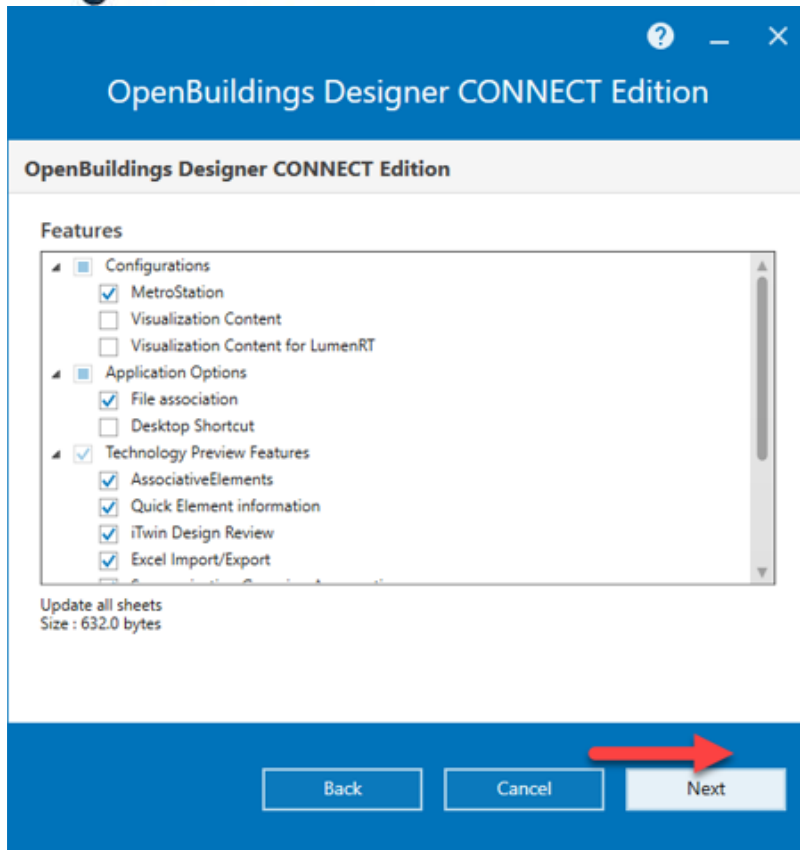 OpenBuildings Designer CONNECT Edition
OpenBuildings Designer CONNECT Edition
Features
Configurations
MetroStation
Visualization Content
Visualization Content for LumenRT
Application Options
File association
Desktop Shortcut
Technology Preview Features
AssociativeElements
Quick Element information
iTwin Design Review
Excel Import/Export
Update all sheets
Size : 632.0 bytes
Back
Cancel
Next